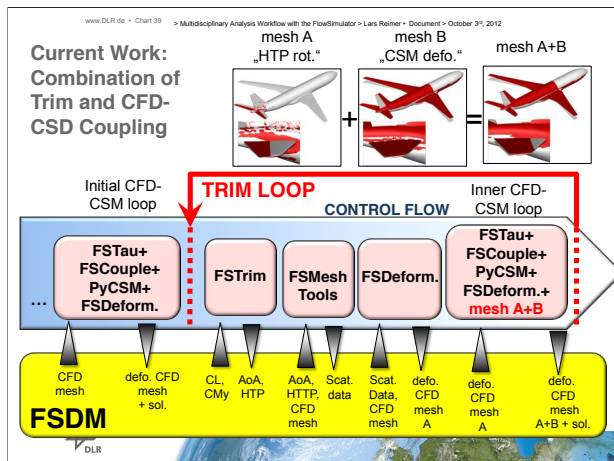 www.DLR.de • Chart 39 > Multidisciplinary Analysis Workflow with the FlowSimulator > Lars Reimer • Document > October 3rd, 2012
Current Work:
Combination of
Trim and CFD-
CSD Coupling
mesh A
„HTP rot.“
mesh B
„CSM defo.“
mesh A+B
+
=
Initial CFD-
CSM loop
TRIM LOOP
CONTROL FLOW
Inner CFD-
CSM loop
...
FSTau+
FSCouple+
PyCSM+
FSDeform.
FSTrim
FSMesh
Tools
FSDeform.
FSTau+
FSCouple+
PyCSM+
FSDeform.+
mesh A+B
CFD
mesh
defo. CFD
mesh
+ sol.
CL,
CMy
AoA,
HTP
AoA,
HTTP,
CFD
mesh
Scat.
data
Scat.
Data,
CFD
mesh
defo.
CFD
mesh
A
defo.
CFD
mesh
A
defo.
CFD
mesh
A+B + sol.
FSDM
DLR